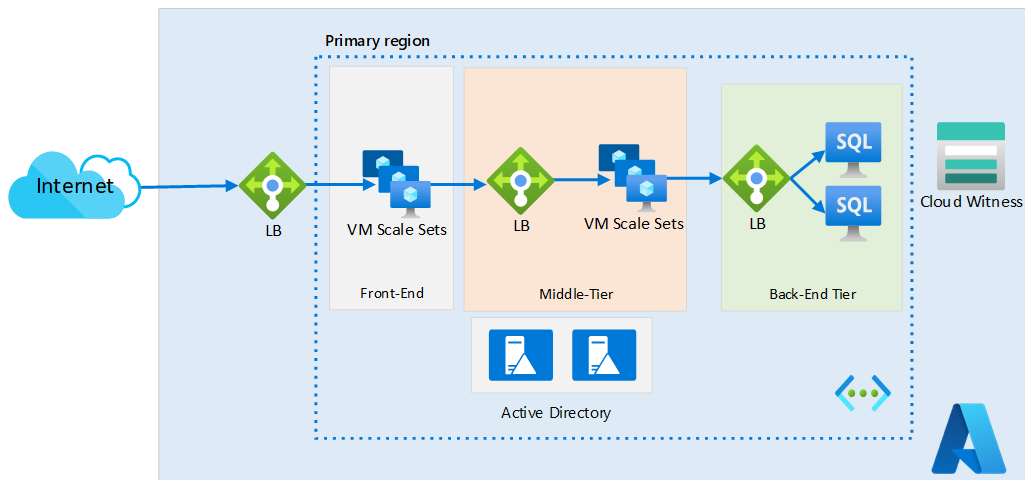 Primary region
Internet
LB
VM Scale Sets
Front-End
LB
VM Scale Sets
Middle-Tier
SQL
SQL
LB
Back-End Tier
Cloud Witness
Active Directory